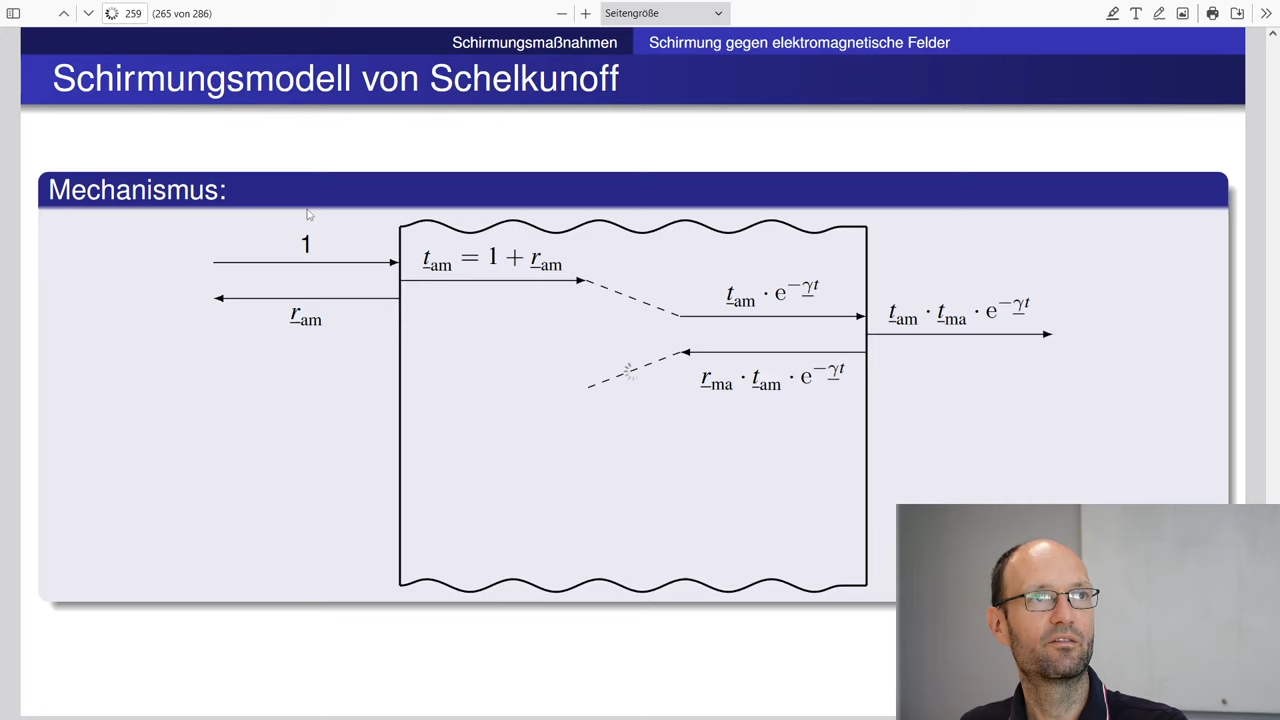 259 (265 von 286) Seitengröße
Schirmungsmaßnahmen Schirmung gegen elektromagnetische Felder
Schirmungsmodell von Schelkunoff
Mechanismus:
1
t_am = 1 + r_am
r_am
t_am · e^{−γt}
t_am · t_ma · e^{−γt}
r_ma · t_am · e^{−γt}